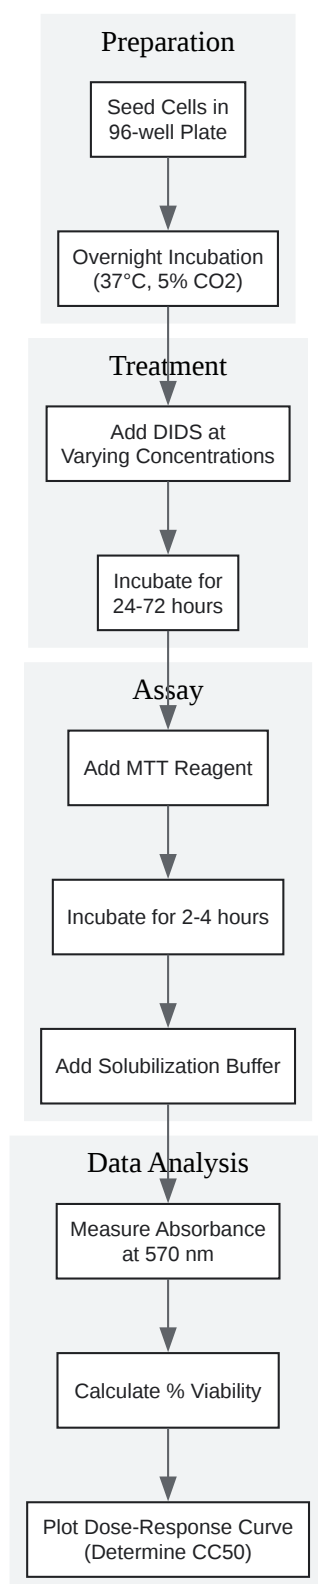 Preparation
Seed Cells in
96-well Plate
Overnight Incubation
(37°C, 5% CO2)
Treatment
Add DIDS at
Varying Concentrations
Incubate for
24-72 hours
Assay
Add MTT Reagent
Incubate for 2-4 hours
Add Solubilization Buffer
Data Analysis
Measure Absorbance
at 570 nm
Calculate % Viability
Plot Dose-Response Curve
(Determine CC50)